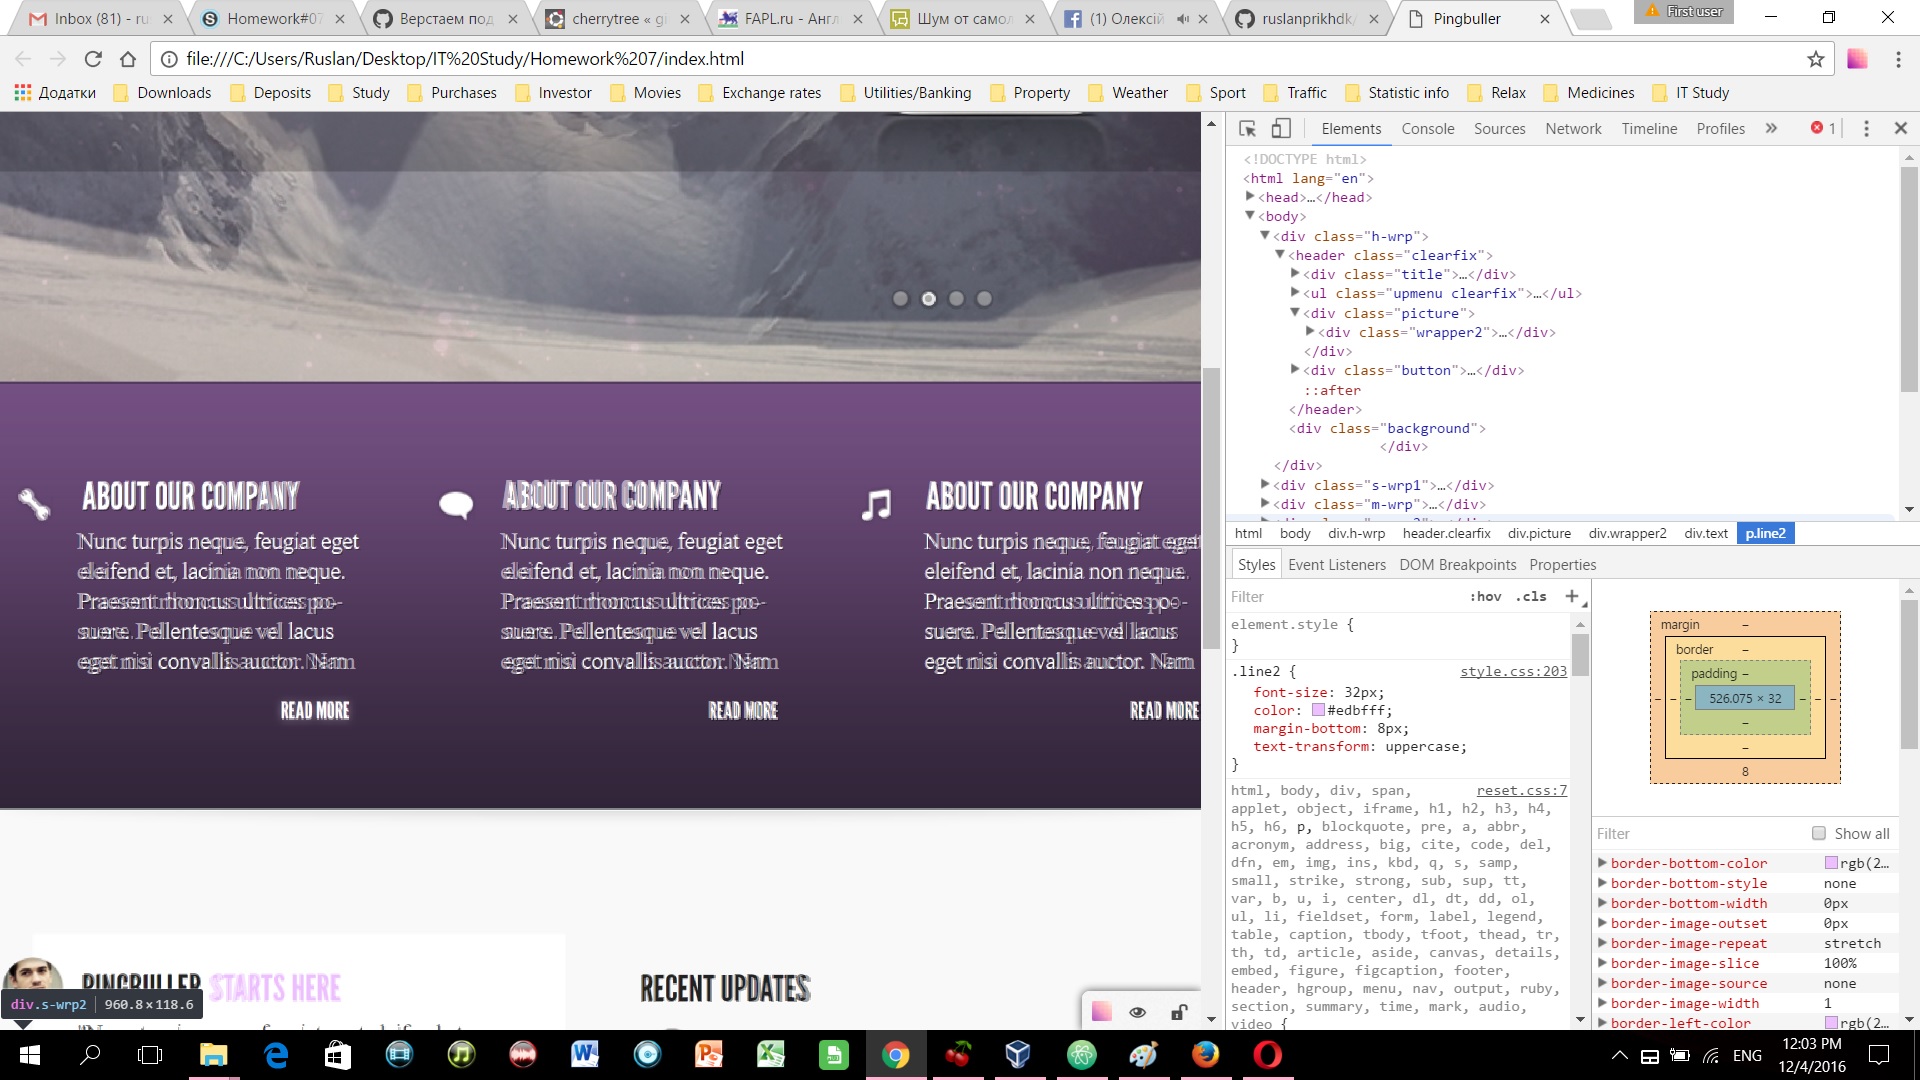 Inbox (81) - ru
Homework#07
Верстаем под
cherrytree « gi
FAPL.ru - Англ
Шум от самол
(1) Олексій
ruslanprikhdk/
Pingbuller
First user
file:///C:/Users/Ruslan/Desktop/IT%20Study/Homework%207/index.html
Додатки Downloads Deposits Study Purchases Investor Movies Exchange rates Utilities/Banking Property Weather Sport Traffic Statistic info Relax Medicines IT Study
ABOUT OUR COMPANY
Nunc turpis neque, feugiat eget
eleifend et, lacinia non neque.
Praesent rhoncus ultrices po-
suere. Pellentesque vel lacus
eget nisi convallis auctor. Nam
READ MORE
ABOUT OUR COMPANY
Nunc turpis neque, feugiat eget
eleifend et, lacinia non neque.
Praesent rhoncus ultrices po-
suere. Pellentesque vel lacus
eget nisi convallis auctor. Nam
READ MORE
ABOUT OUR COMPANY
Nunc turpis neque, feugiat eget
eleifend et, lacinia non neque.
Praesent rhoncus ultrices po-
suere. Pellentesque vel lacus
eget nisi convallis auctor. Nam
READ MORE
PINGBULLER STARTS HERE
RECENT UPDATES
div.s-wrp2 | 960.8×118.6
Elements Console Sources Network Timeline Profiles » 1
<!DOCTYPE html>
<html lang="en">
<head>…</head>
<body>
<div class="h-wrp">
<header class="clearfix">
<div class="title">…</div>
<ul class="upmenu clearfix">…</ul>
<div class="picture">
<div class="wrapper2">…</div>
</div>
<div class="button">…</div>
::after
</header>
<div class="background">
</div>
</div>
<div class="s-wrp1">…</div>
<div class="m-wrp">…</div>
html body div.h-wrp header.clearfix div.picture div.wrapper2 div.text p.line2
Styles Event Listeners DOM Breakpoints Properties
Filter :hov .cls +
element.style {
}
.line2 { style.css:203
font-size: 32px;
color: #edbfff;
margin-bottom: 8px;
text-transform: uppercase;
}
html, body, div, span, reset.css:7
applet, object, iframe, h1, h2, h3, h4,
h5, h6, p, blockquote, pre, a, abbr,
acronym, address, big, cite, code, del,
dfn, em, img, ins, kbd, q, s, samp,
small, strike, strong, sub, sup, tt,
var, b, u, i, center, dl, dt, dd, ol,
ul, li, fieldset, form, label, legend,
table, caption, tbody, tfoot, thead, tr,
th, td, article, aside, canvas, details,
embed, figure, figcaption, footer,
header, hgroup, menu, nav, output, ruby,
section, summary, time, mark, audio,
video {
margin –
border –
padding –
– – – 526.075 × 32 – – –
–
–
8
Filter Show all
border-bottom-color rgb(2…
border-bottom-style none
border-bottom-width 0px
border-image-outset 0px
border-image-repeat stretch
border-image-slice 100%
border-image-source none
border-image-width 1
border-left-color rgb(2…
ENG
12:03 PM
12/4/2016